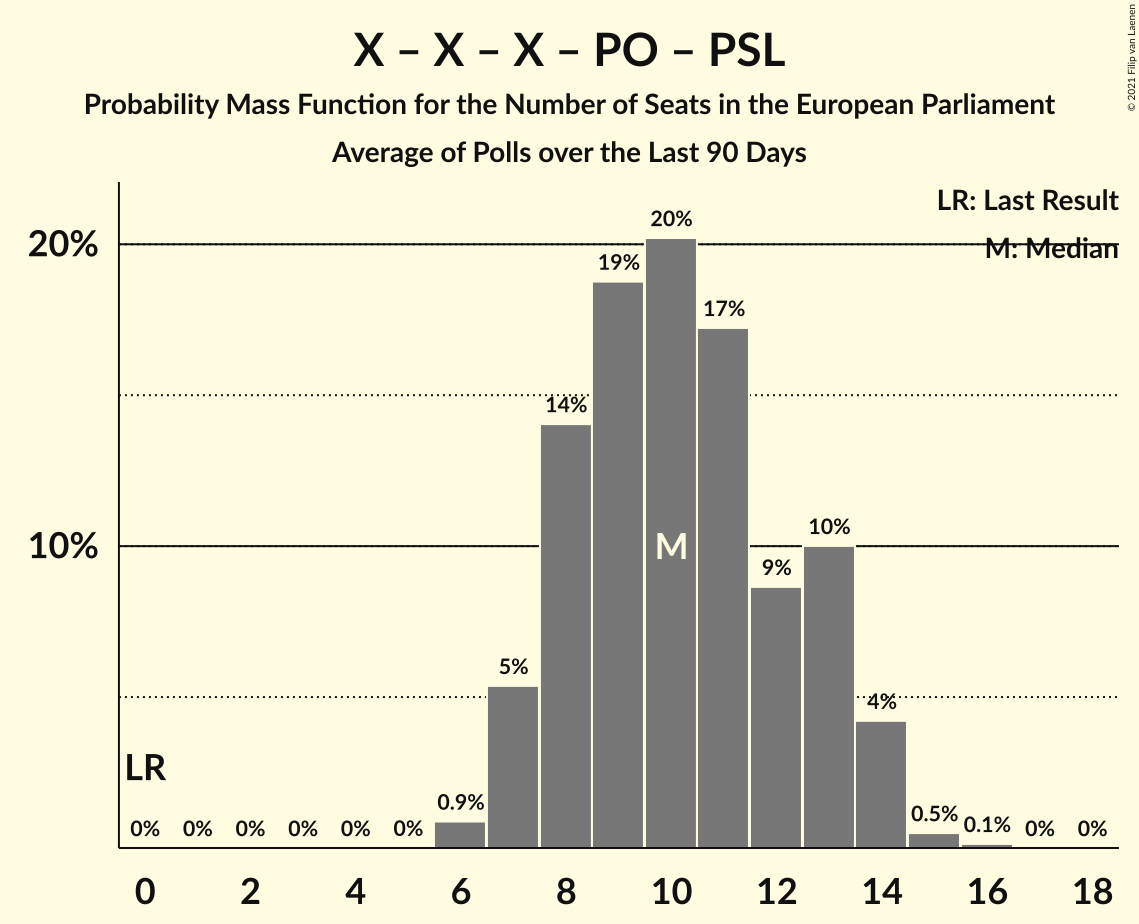 X – X – X – PO – PSL
Probability Mass Function for the Number of Seats in the European Parliament
Average of Polls over the Last 90 Days
© 2021 Filip van Laenen
LR: Last Result
M: Median
20%
10%
20%
19%
17%
14%
10%
9%
5%
4%
0.9%
0.5%
0.1%
0% 0% 0% 0% 0% 0% 0% 0%
M
LR
0 2 4 6 8 10 12 14 16 18